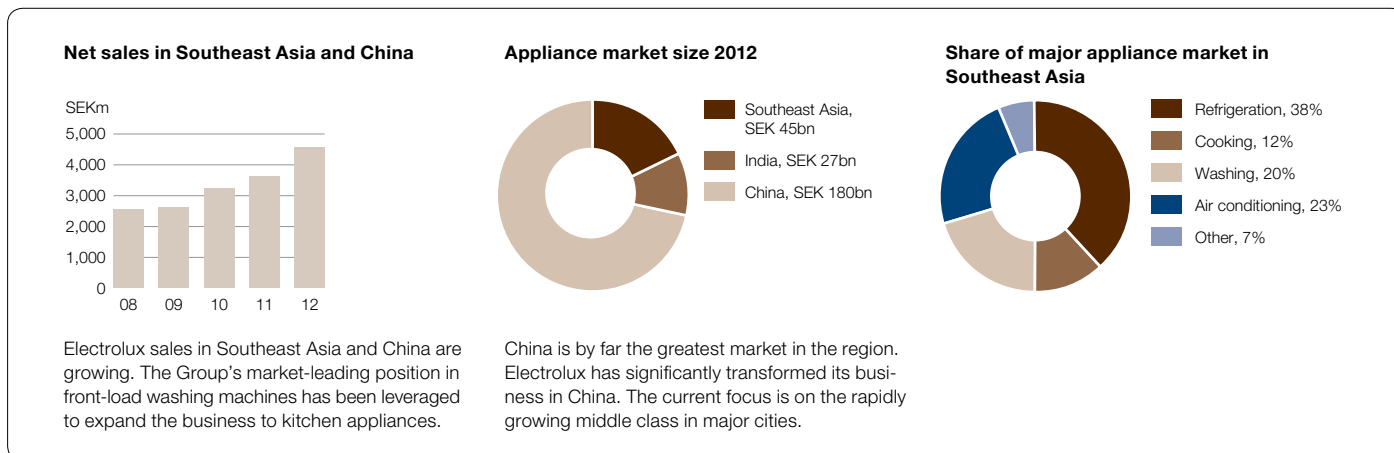 Net sales in Southeast Asia and China
SEKm
5,000
4,000
3,000
2,000
1,000
0
08 09 10 11 12
Electrolux sales in Southeast Asia and China are
growing. The Group's market-leading position in
front-load washing machines has been leveraged
to expand the business to kitchen appliances.
Appliance market size 2012
Southeast Asia,
SEK 45bn
India, SEK 27bn
China, SEK 180bn
China is by far the greatest market in the region.
Electrolux has significantly transformed its busi-
ness in China. The current focus is on the rapidly
growing middle class in major cities.
Share of major appliance market in
Southeast Asia
Refrigeration, 38%
Cooking, 12%
Washing, 20%
Air conditioning, 23%
Other, 7%